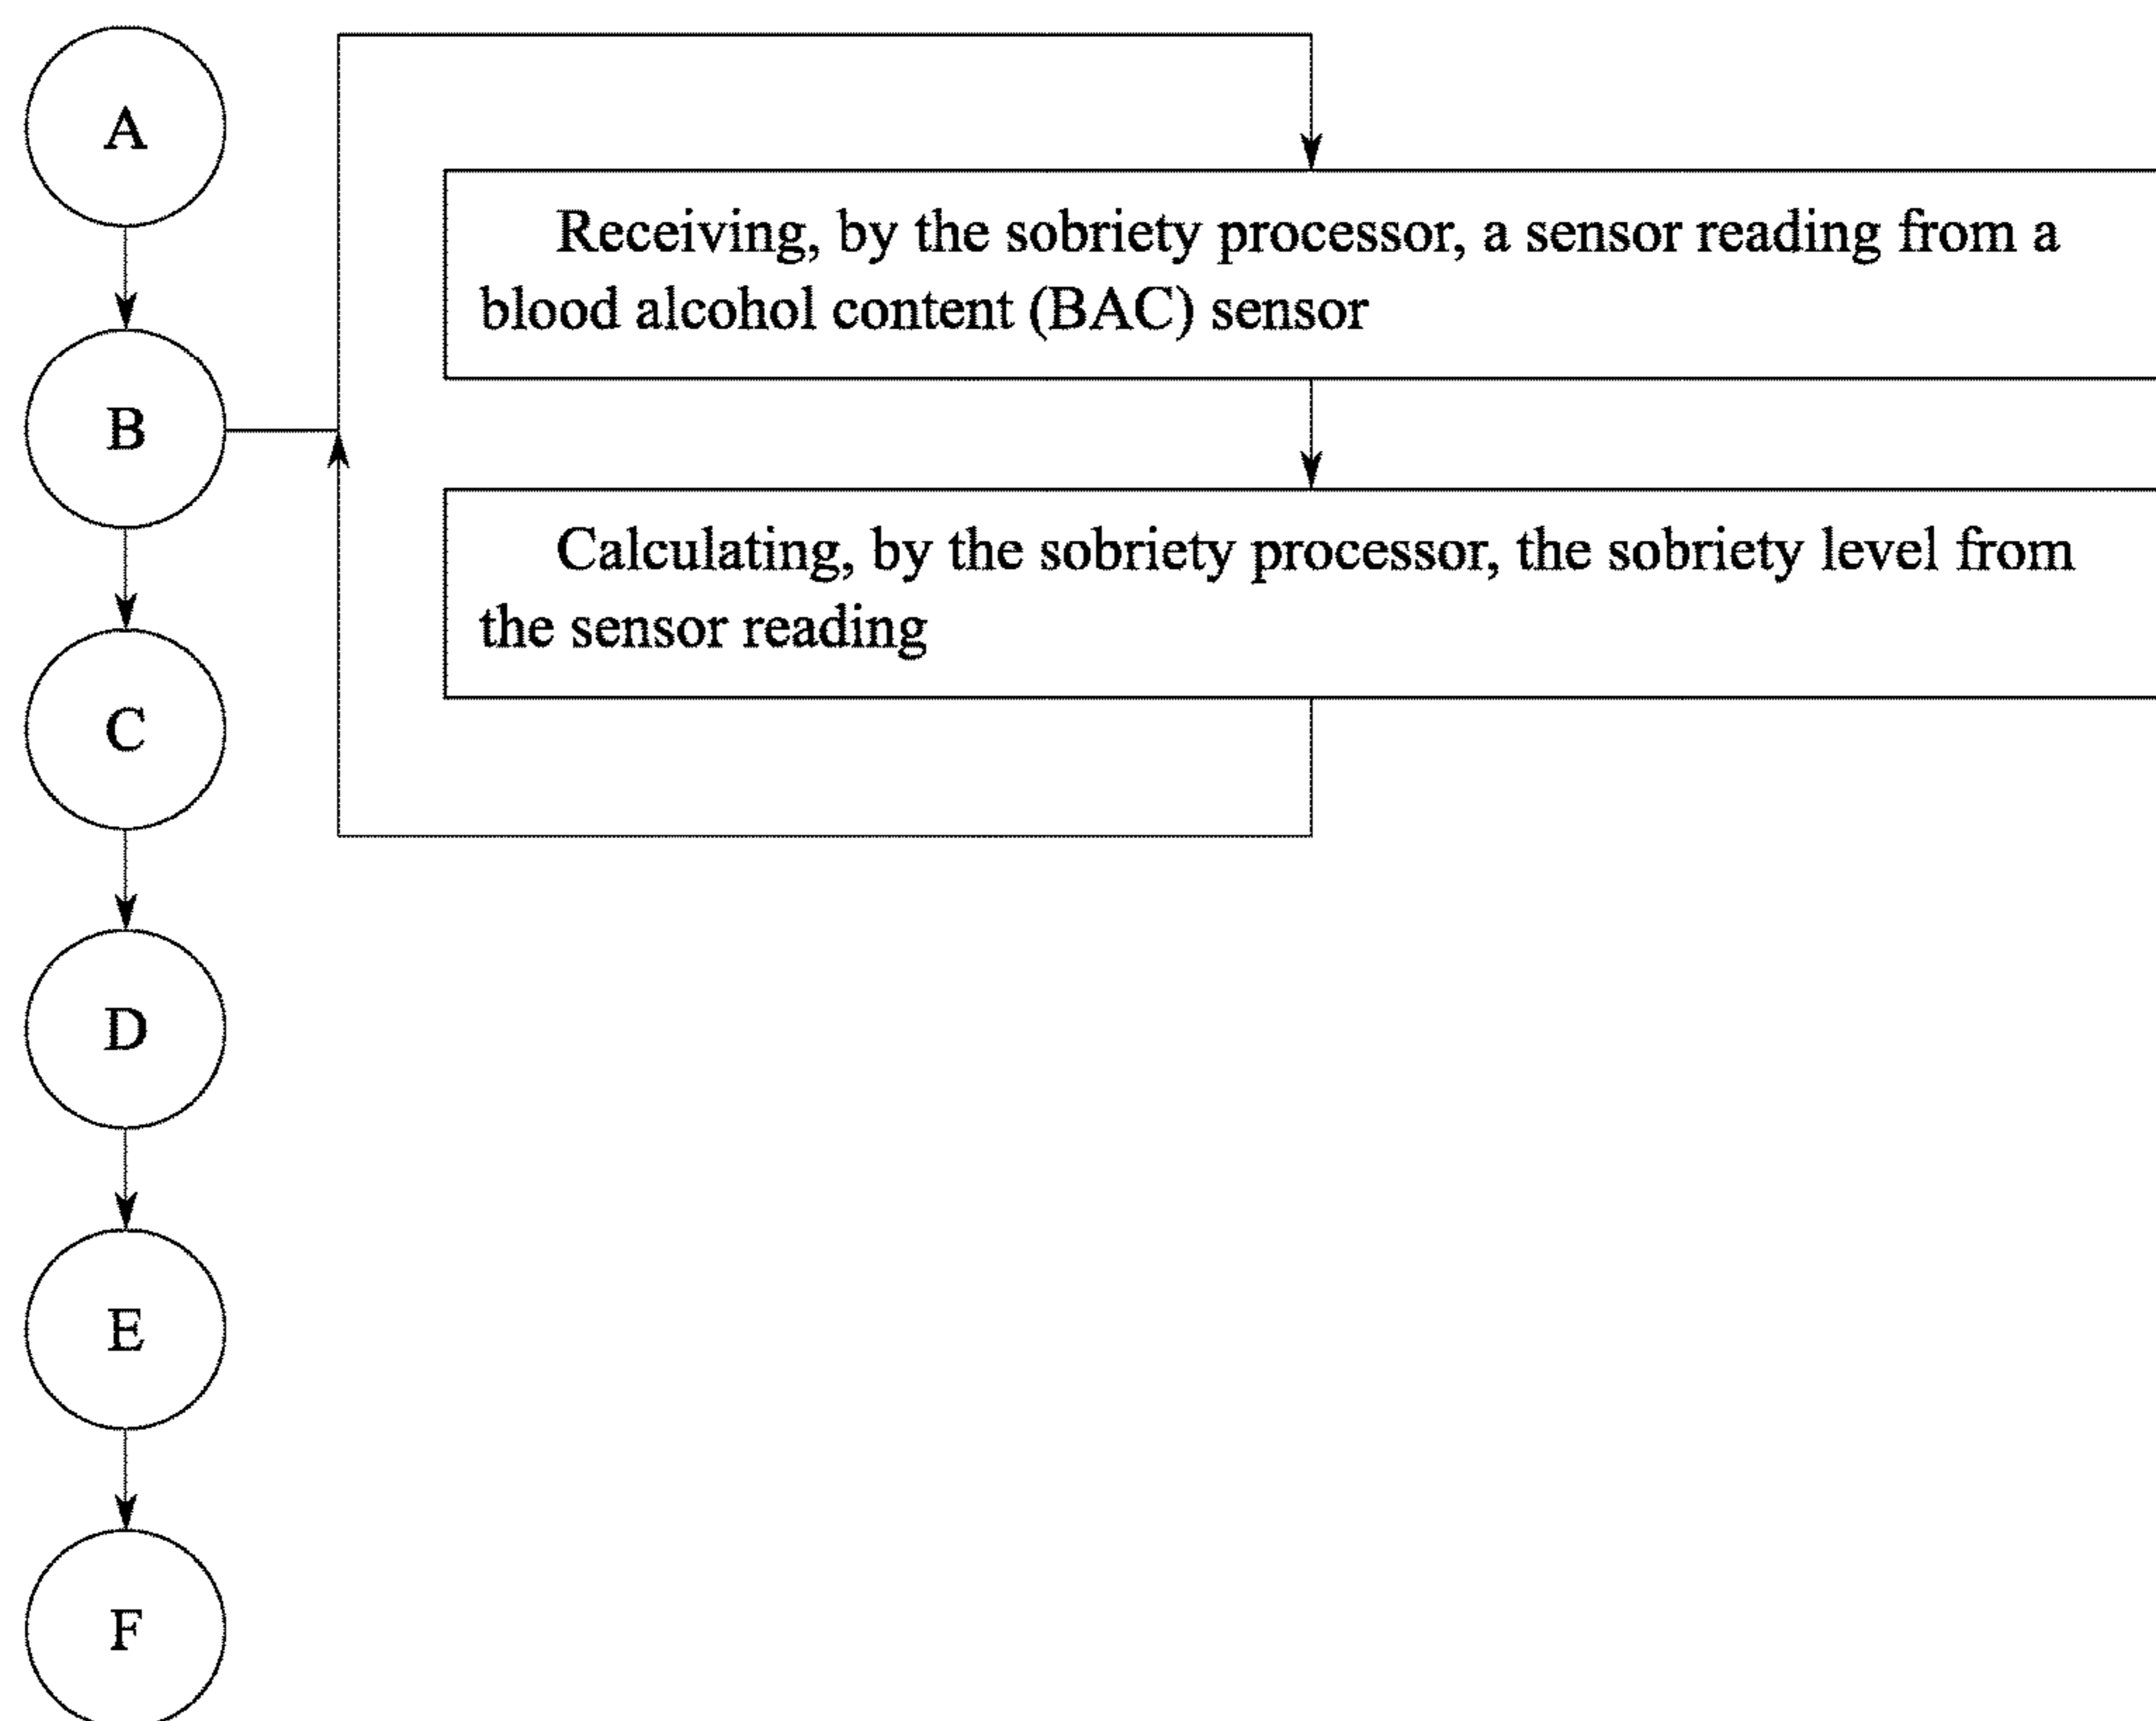 A
Receiving, by the sobriety processor, a sensor reading from a
blood alcohol content (BAC) sensor
B
Calculating, by the sobriety processor, the sobriety level from
the sensor reading
C
D
E
F